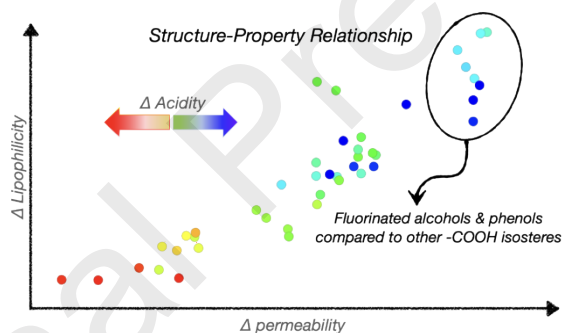 Structure-Property Relationship
Δ Acidity
Δ Lipophilicity
Fluorinated alcohols & phenols
compared to other -COOH isosteres
Δ permeability